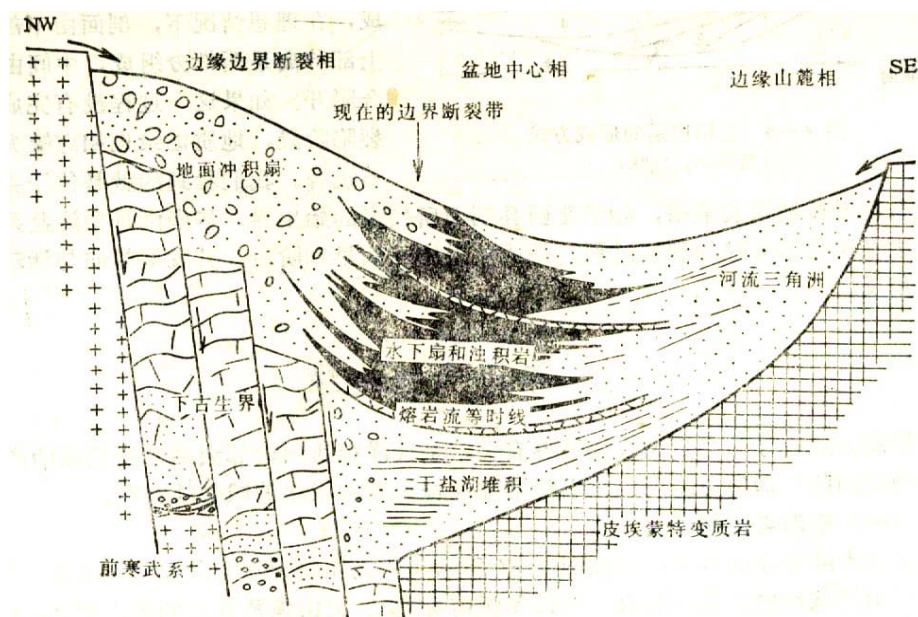 NW
SE
边缘边界断裂相
盆地中心相
边缘山麓相
现在的边界断裂带
地面冲积扇
河流三角洲
水下扇和浊积岩
下古生界
熔岩流等时线
干盐湖堆积
皮埃蒙特变质岩
前寒武系